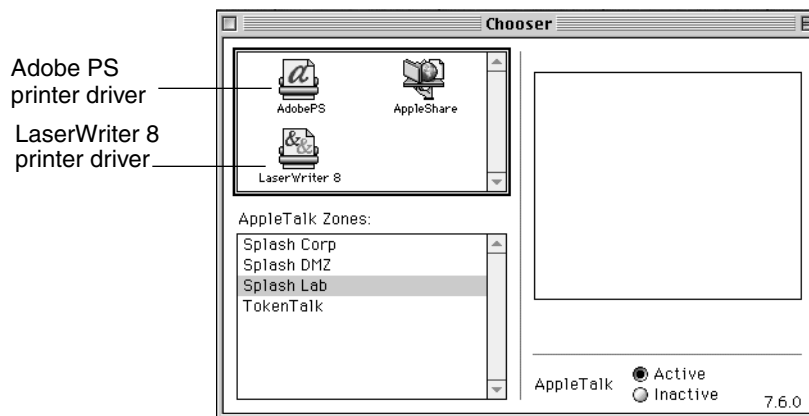 Chooser
Adobe PS
printer driver
LaserWriter 8
printer driver
AdobePS
AppleShare
LaserWriter 8
AppleTalk Zones:
Splash Corp
Splash DMZ
Splash Lab
TokenTalk
AppleTalk
Active
Inactive
7.6.0